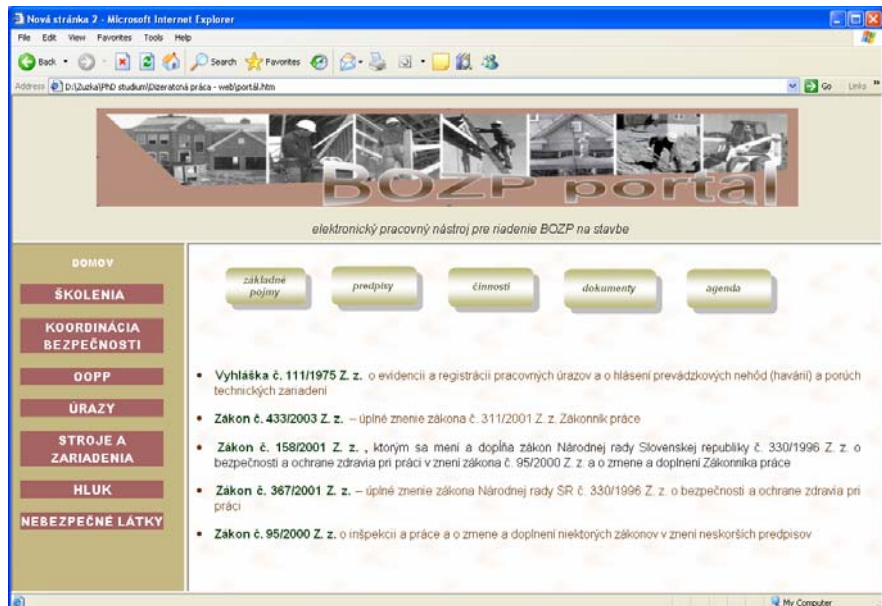 Nová stránka 2 - Microsoft Internet Explorer
File Edit View Favorites Tools Help
Back Search Favorites
Address D:\Zuzka\PhD studium\Dizeratoná práca - web\portál.htm Go Links
BOZP portál
elektronický pracovný nástroj pre riadenie BOZP na stavbe
DOMOV
ŠKOLENIA
KOORDINÁCIA
BEZPEČNOSTI
OOPP
ÚRAZY
STROJE A
ZARIADENIA
HLUK
NEBEZPEČNÉ LÁTKY
základné
pojmy
predpisy
činnosti
dokumenty
agenda
Vyhláška č. 111/1975 Z. z. o evidencii a registrácii pracovných úrazov a o hlásení prevádzkových nehôd (havárií) a porúch
technických zariadení
Zákon č. 433/2003 Z. z. – úplné znenie zákona č. 311/2001 Z. z. Zákonník práce
Zákon č. 158/2001 Z. z. , ktorým sa mení a dopĺňa zákon Národnej rady Slovenskej republiky č. 330/1996 Z. z. o
bezpečnosti a ochrane zdravia pri práci v znení zákona č. 95/2000 Z. z. a o zmene a doplnení Zákonníka práce
Zákon č. 367/2001 Z. z. – úplné znenie zákona Národnej rady SR č. 330/1996 Z. z. o bezpečnosti a ochrane zdravia pri
práci
Zákon č. 95/2000 Z. z. o inšpekcii a práce a o zmene a doplnení niektorých zákonov v znení neskorších predpisov
My Computer